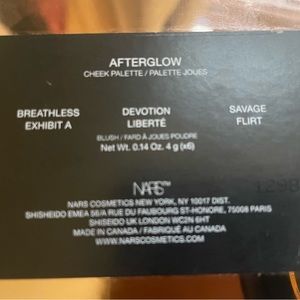 AFTERGLOW
CHEEK PALETTE / PALETTE JOUES
BREATHLESS DEVOTION SAVAGE
EXHIBIT A LIBERTÉ FLIRT
BLUSH / FARD À JOUES POUDRE
Net Wt. 0.14 Oz. 4 g (x6)
NARS™
NARS COSMETICS NEW YORK, NY 10017 DIST.
SHISHEIDO EMEA 56/A RUE DU FAUBOURG ST-HONORE, 75008 PARIS
SHISEIDO UK LONDON WC2N 6HT
MADE IN CANADA / FABRIQUÉ AU CANADA
WWW.NARSCOSMETICS.COM